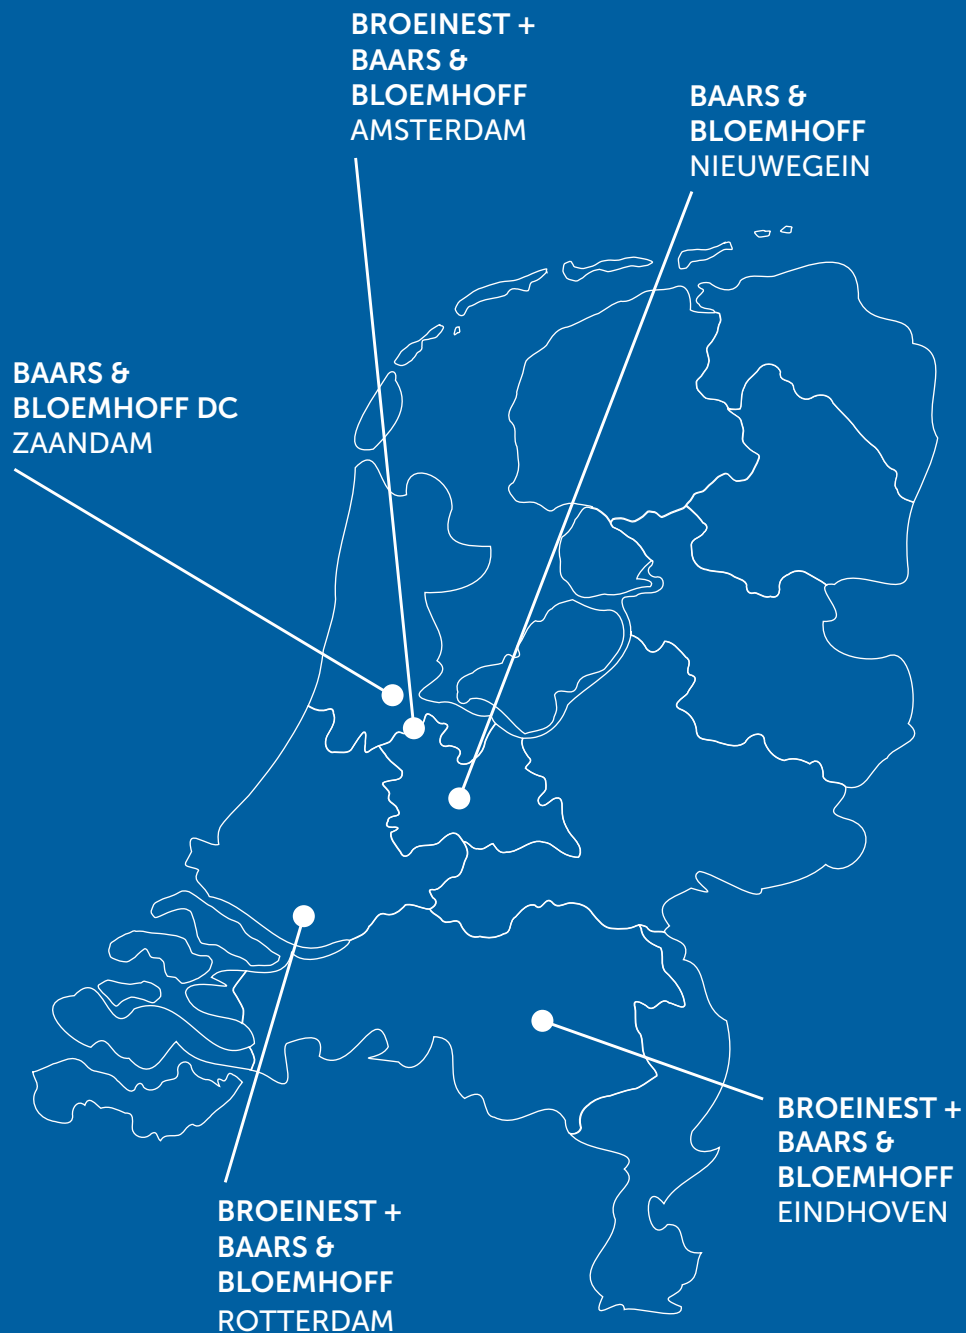 BROEINEST +
BAARS &
BLOEMHOFF
AMSTERDAM
BAARS &
BLOEMHOFF
NIEUWEGEIN
BAARS &
BLOEMHOFF DC
ZAANDAM
BROEINEST +
BAARS &
BLOEMHOFF
EINDHOVEN
BROEINEST +
BAARS &
BLOEMHOFF
ROTTERDAM